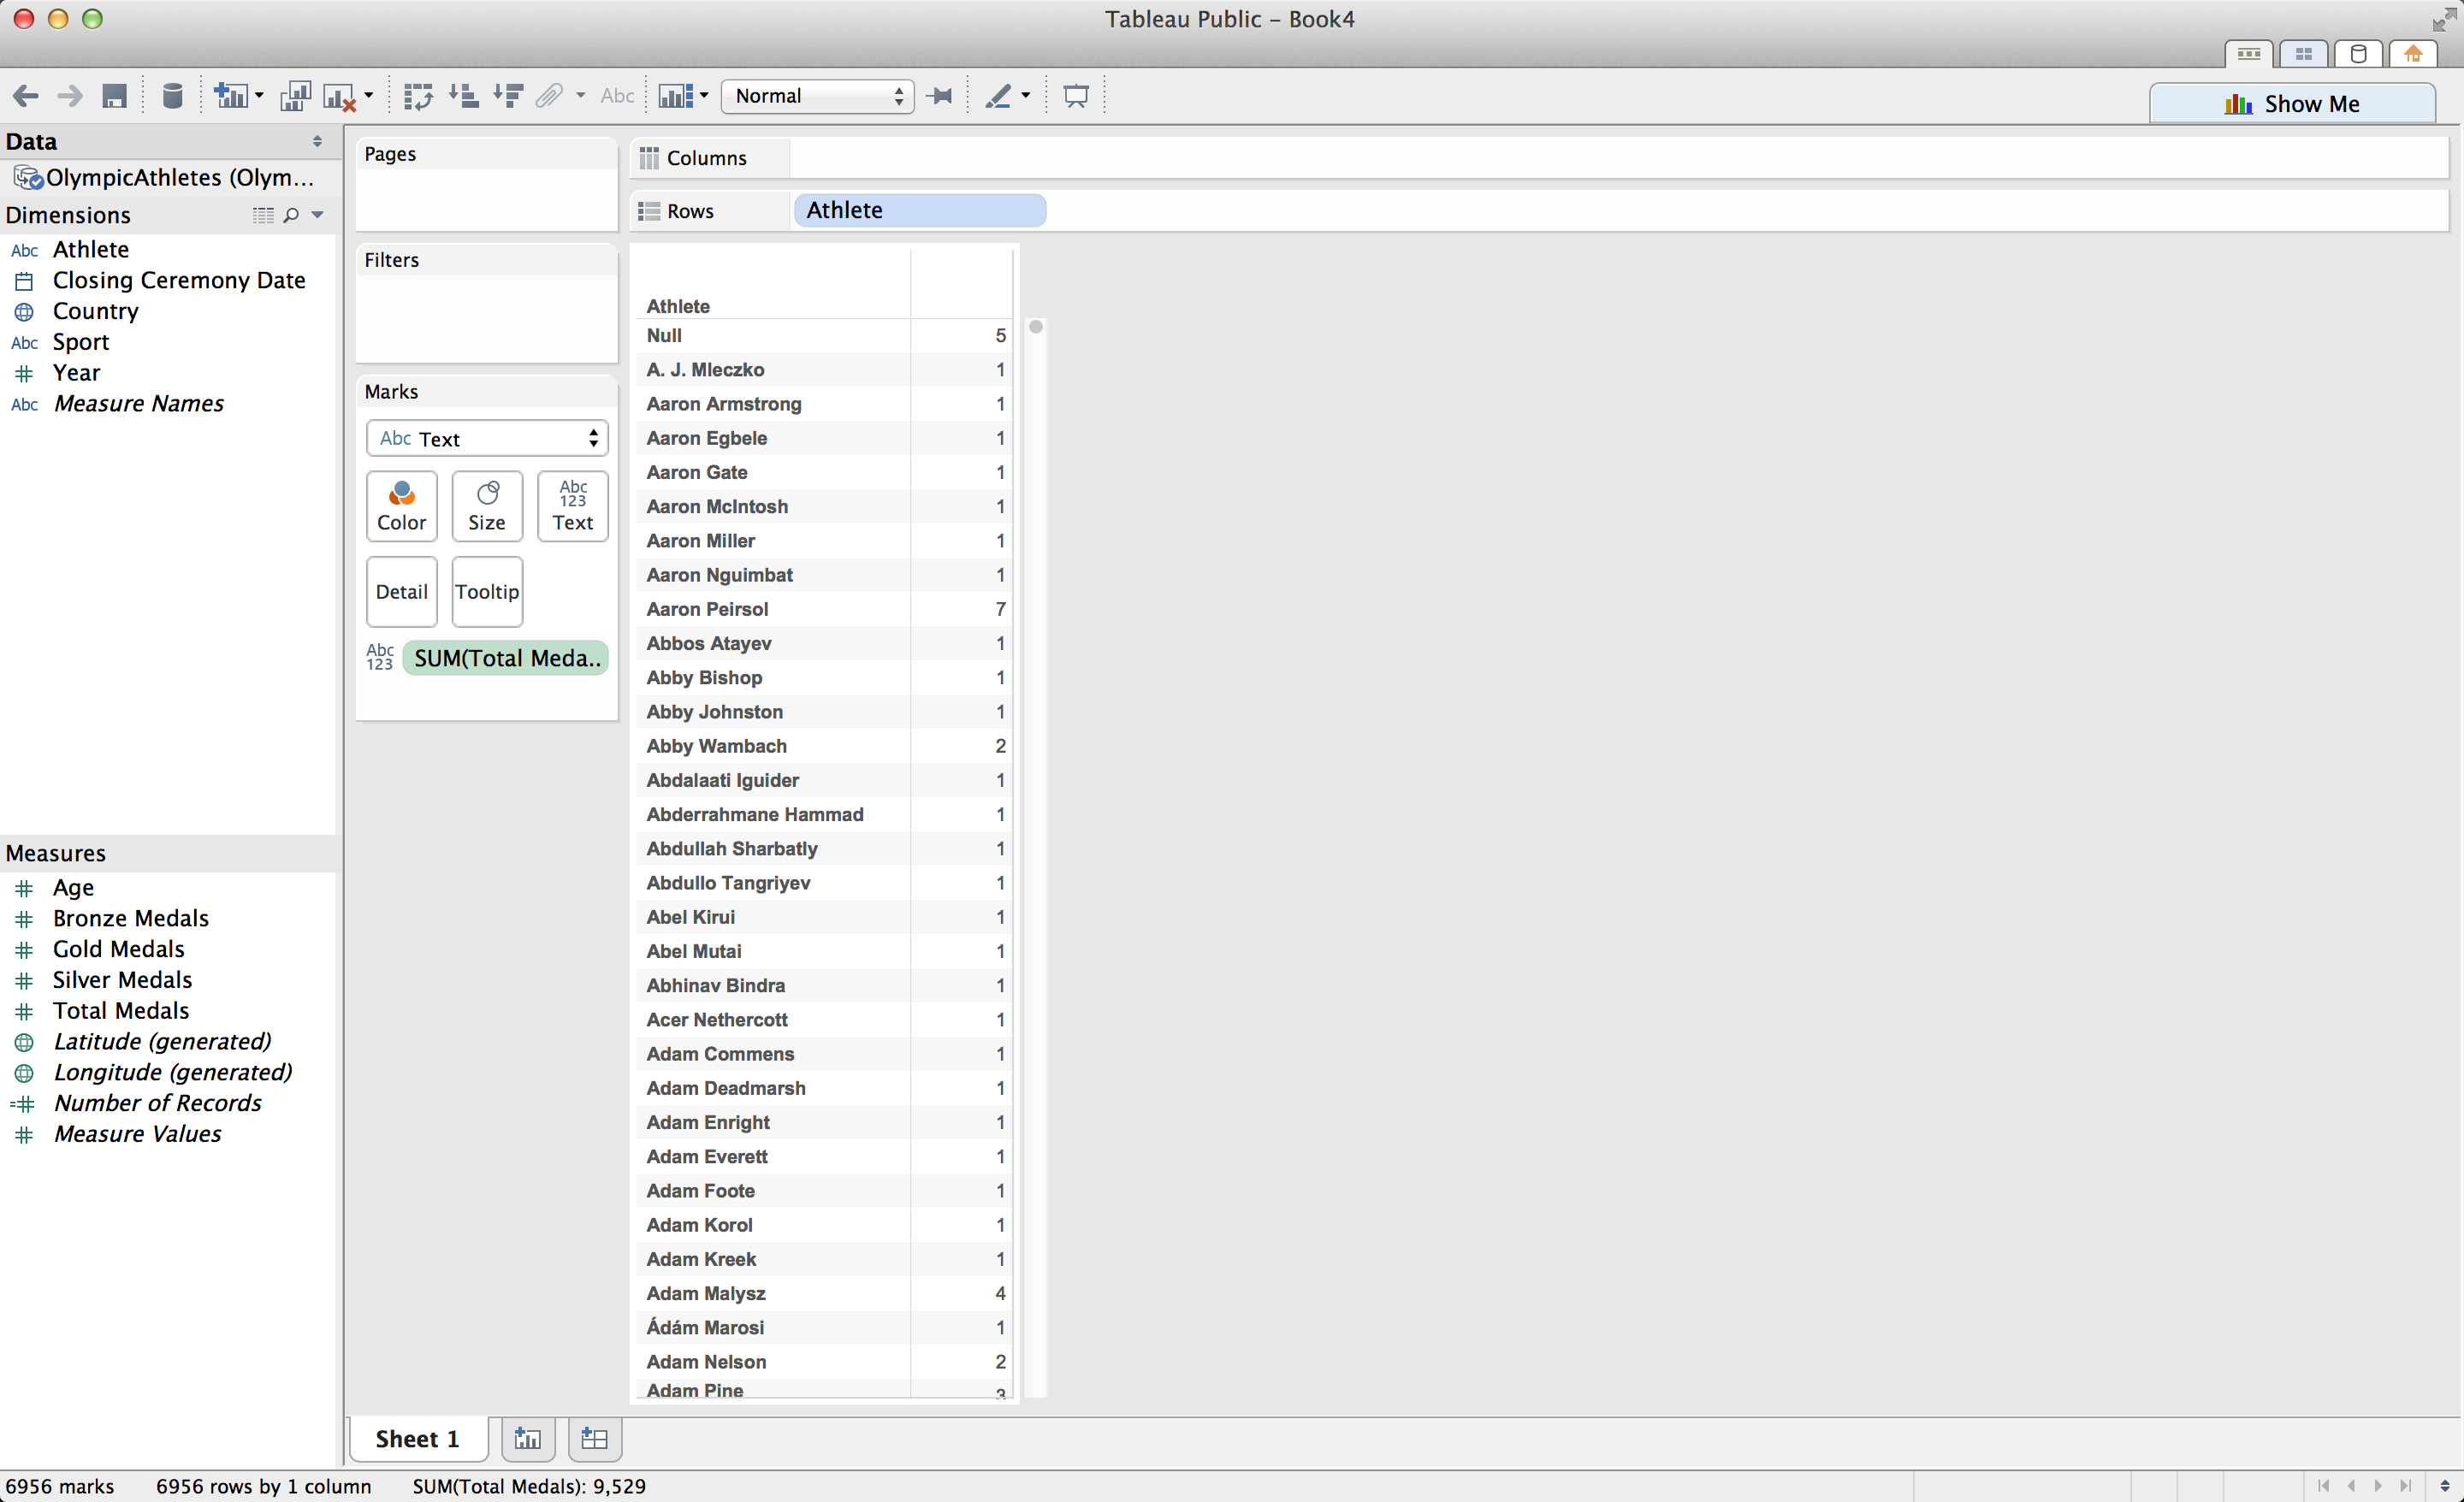 Tableau Public - Book4
Abc
Normal
Show Me
Data
OlympicAthletes (Olym...
Dimensions
Abc Athlete
Closing Ceremony Date
Country
Abc Sport
Year
Abc Measure Names
Measures
Age
Bronze Medals
Gold Medals
Silver Medals
Total Medals
Latitude (generated)
Longitude (generated)
Number of Records
Measure Values
Pages
Filters
Marks
Abc Text
Color
Size
Abc
123
Text
Detail
Tooltip
Abc
123
SUM(Total Meda..
Columns
Rows
Athlete
Athlete
Null 5
A. J. Mleczko 1
Aaron Armstrong 1
Aaron Egbele 1
Aaron Gate 1
Aaron McIntosh 1
Aaron Miller 1
Aaron Nguimbat 1
Aaron Peirsol 7
Abbos Atayev 1
Abby Bishop 1
Abby Johnston 1
Abby Wambach 2
Abdalaati Iguider 1
Abderrahmane Hammad 1
Abdullah Sharbatly 1
Abdullo Tangriyev 1
Abel Kirui 1
Abel Mutai 1
Abhinav Bindra 1
Acer Nethercott 1
Adam Commens 1
Adam Deadmarsh 1
Adam Enright 1
Adam Everett 1
Adam Foote 1
Adam Korol 1
Adam Kreek 1
Adam Malysz 4
Ádám Marosi 1
Adam Nelson 2
Adam Pine 3
Sheet 1
6956 marks
6956 rows by 1 column
SUM(Total Medals): 9,529